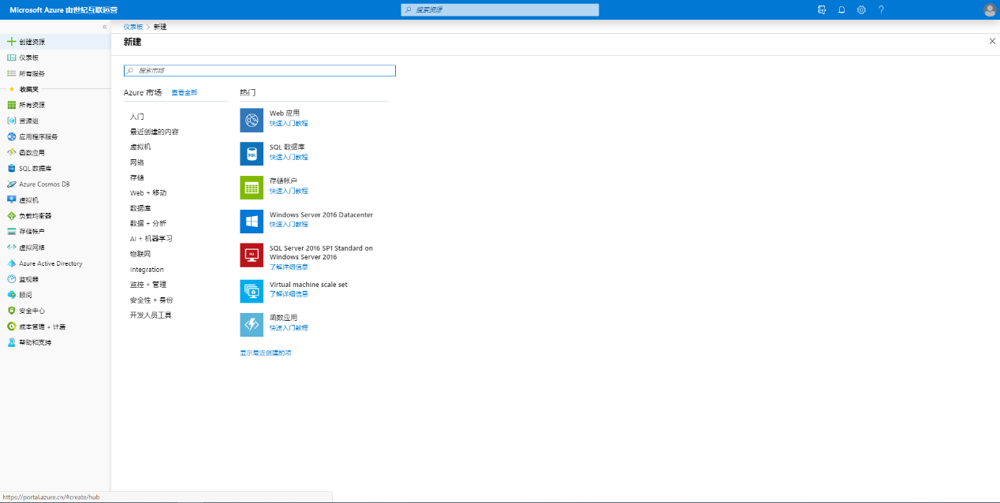 Microsoft Azure 由世纪互联运营
搜索资源
«
创建资源
仪表板
所有服务
收藏夹
所有资源
资源组
应用程序服务
函数应用
SQL 数据库
Azure Cosmos DB
虚拟机
负载均衡器
存储帐户
虚拟网络
Azure Active Directory
监视器
顾问
安全中心
成本管理 + 计费
帮助和支持
仪表板 > 新建
新建
搜索市场
Azure 市场 查看全部
入门
最近创建的内容
虚拟机
网络
存储
Web + 移动
数据库
数据 + 分析
AI + 机器学习
物联网
Integration
监控 + 管理
安全性 + 身份
开发人员工具
热门
Web 应用
快速入门教程
SQL
SQL 数据库
快速入门教程
存储帐户
快速入门教程
Windows Server 2016 Datacenter
快速入门教程
SQL Server 2016 SP1 Standard on
Windows Server 2016
了解详细信息
Virtual machine scale set
了解详细信息
函数应用
快速入门教程
显示最近创建的项
https://portal.azure.cn/#create/hub